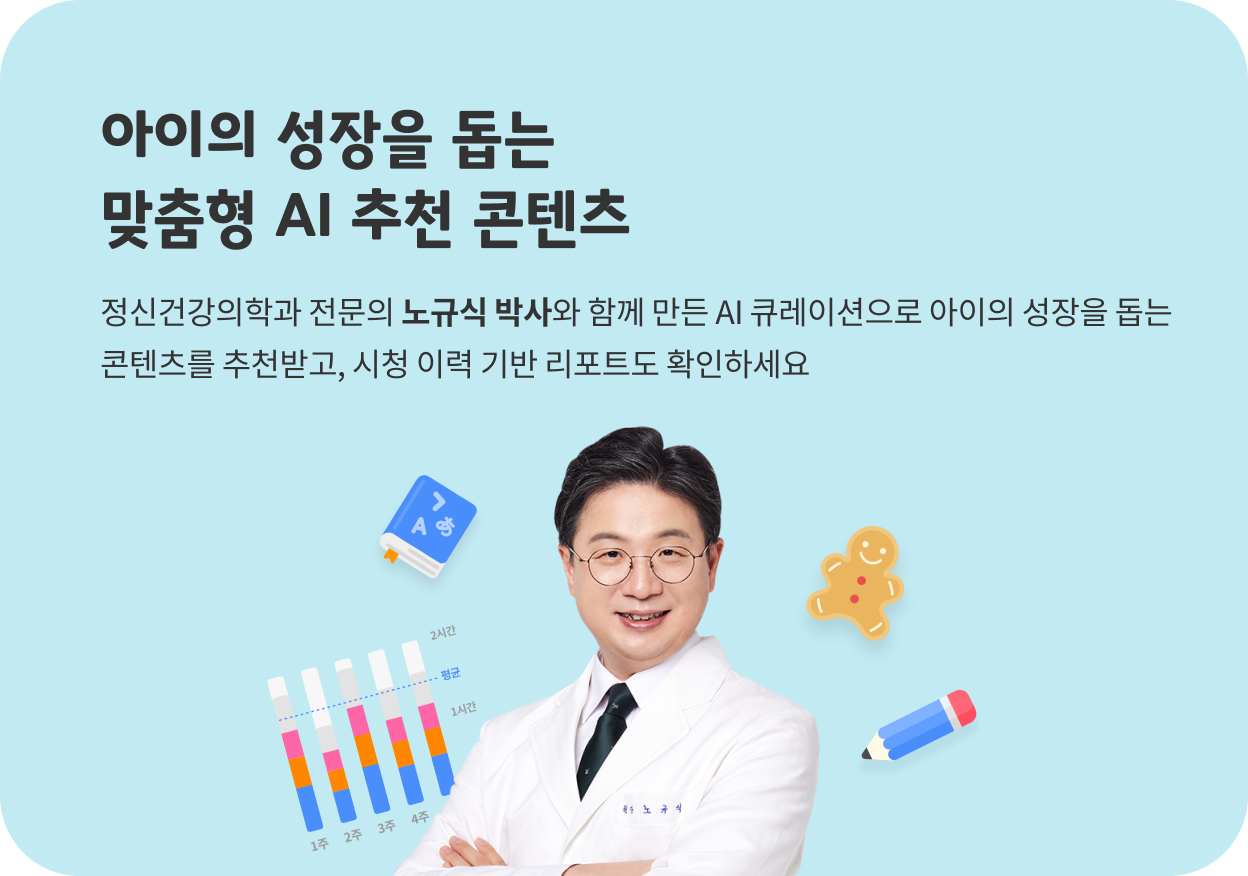 아이의 성장을 돕는
맞춤형 AI 추천 콘텐츠
정신건강의학과 전문의 노규식 박사와 함께 만든 AI 큐레이션으로 아이의 성장을 돕는
콘텐츠를 추천받고, 시청 이력 기반 리포트도 확인하세요
ㄱ
A あ
2시간
평균
1시간
1주 2주 3주 4주
노규식